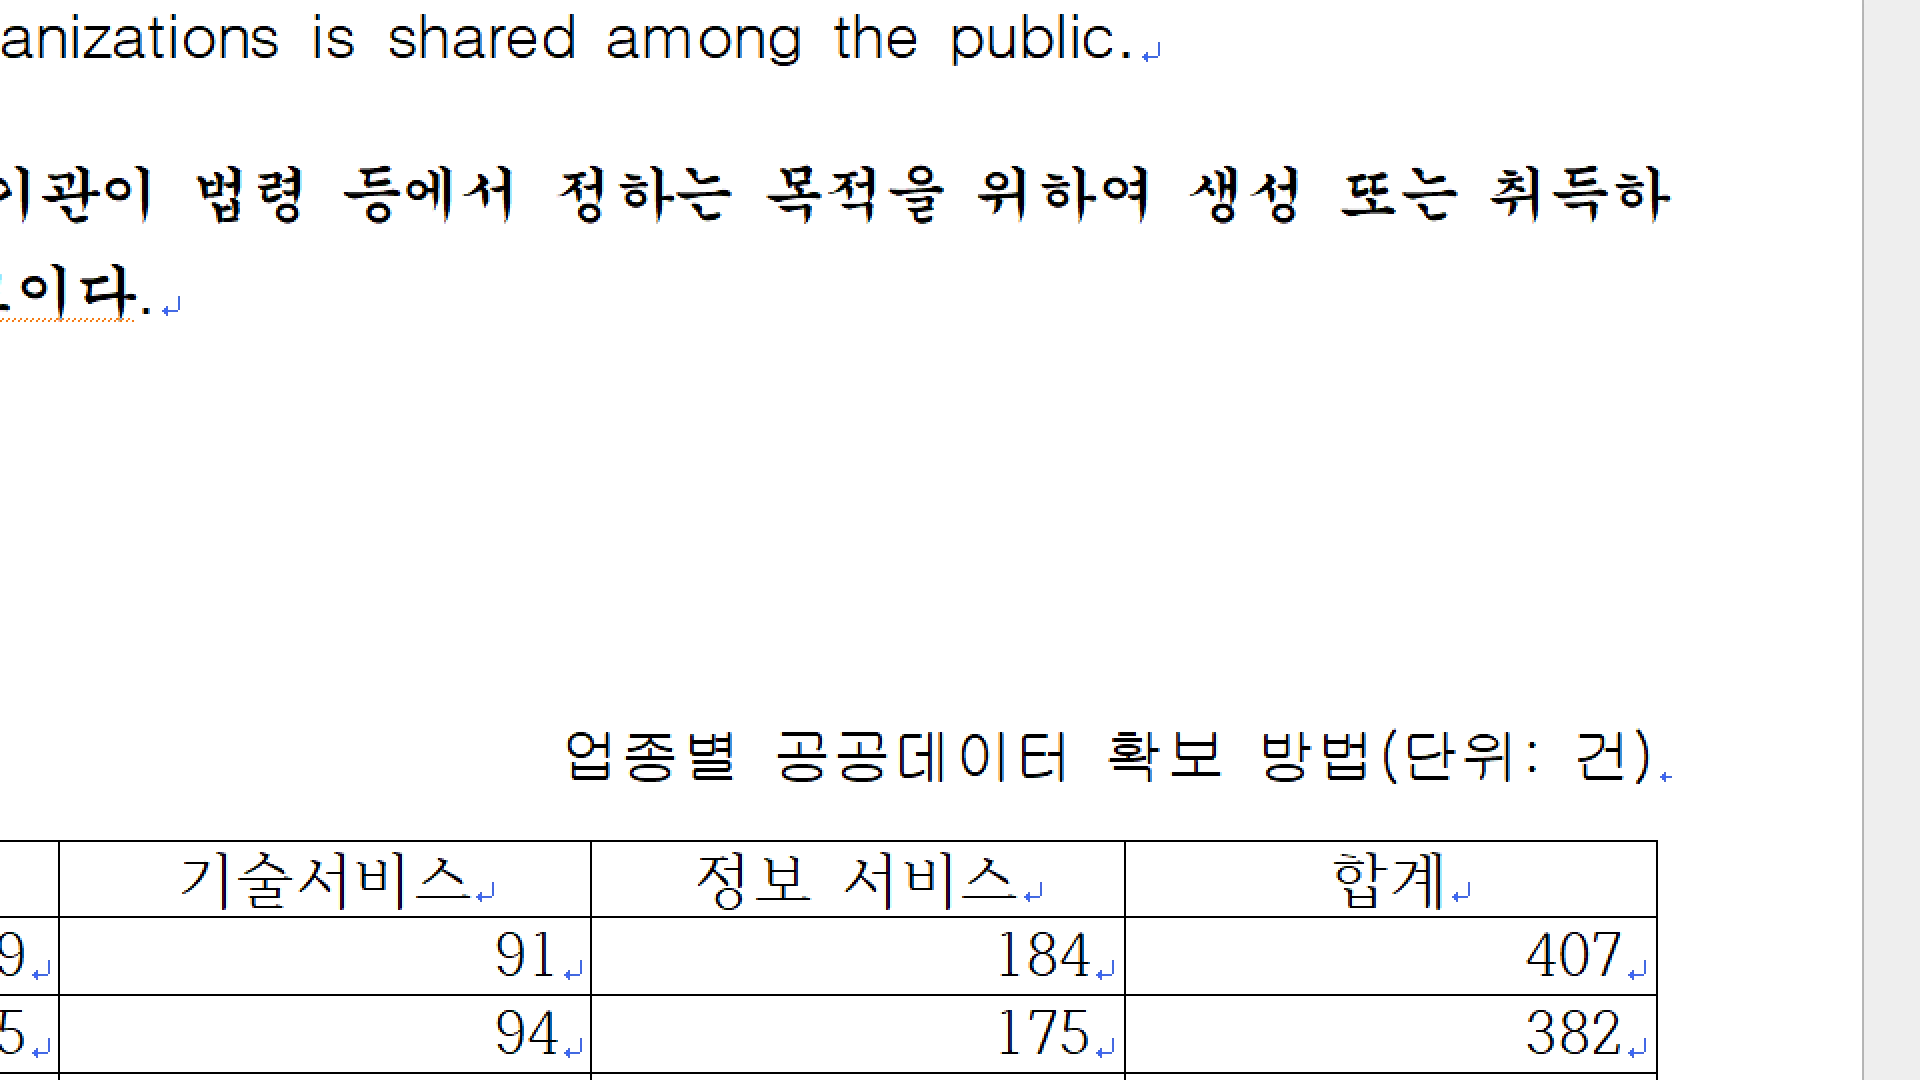 anizations is shared among the public.
이관이 법령 등에서 정하는 목적을 위하여 생성 또는 취득하
이다.
업종별 공공데이터 확보 방법(단위: 건)
기술서비스 정보 서비스 합계
9 91 184 407
5 94 175 382